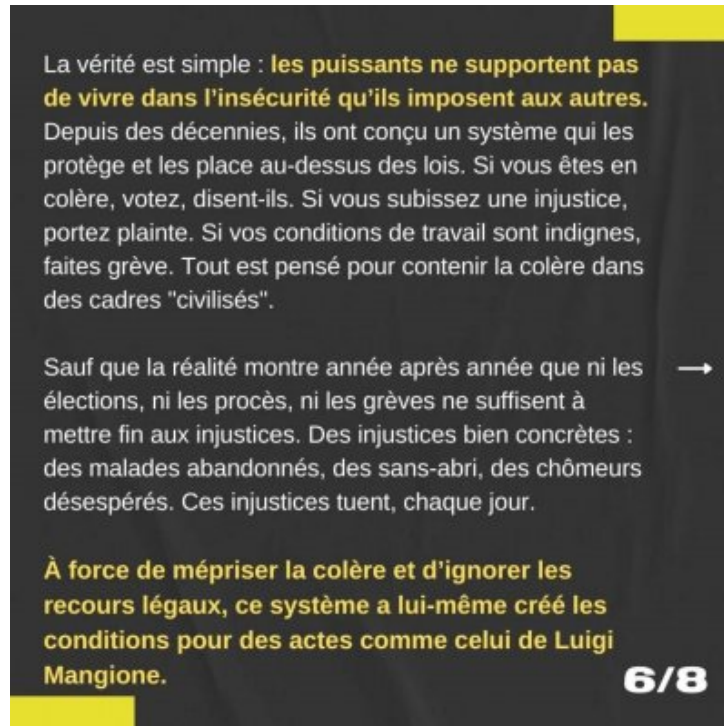 La vérité est simple : les puissants ne supportent pas
de vivre dans l'insécurité qu'ils imposent aux autres.
Depuis des décennies, ils ont conçu un système qui les
protège et les place au-dessus des lois. Si vous êtes en
colère, votez, disent-ils. Si vous subissez une injustice,
portez plainte. Si vos conditions de travail sont indignes,
faites grève. Tout est pensé pour contenir la colère dans
des cadres "civilisés".
Sauf que la réalité montre année après année que ni les
élections, ni les procès, ni les grèves ne suffisent à
mettre fin aux injustices. Des injustices bien concrètes :
des malades abandonnés, des sans-abri, des chômeurs
désespérés. Ces injustices tuent, chaque jour.
À force de mépriser la colère et d'ignorer les
recours légaux, ce système a lui-même créé les
conditions pour des actes comme celui de Luigi
Mangione.
6/8